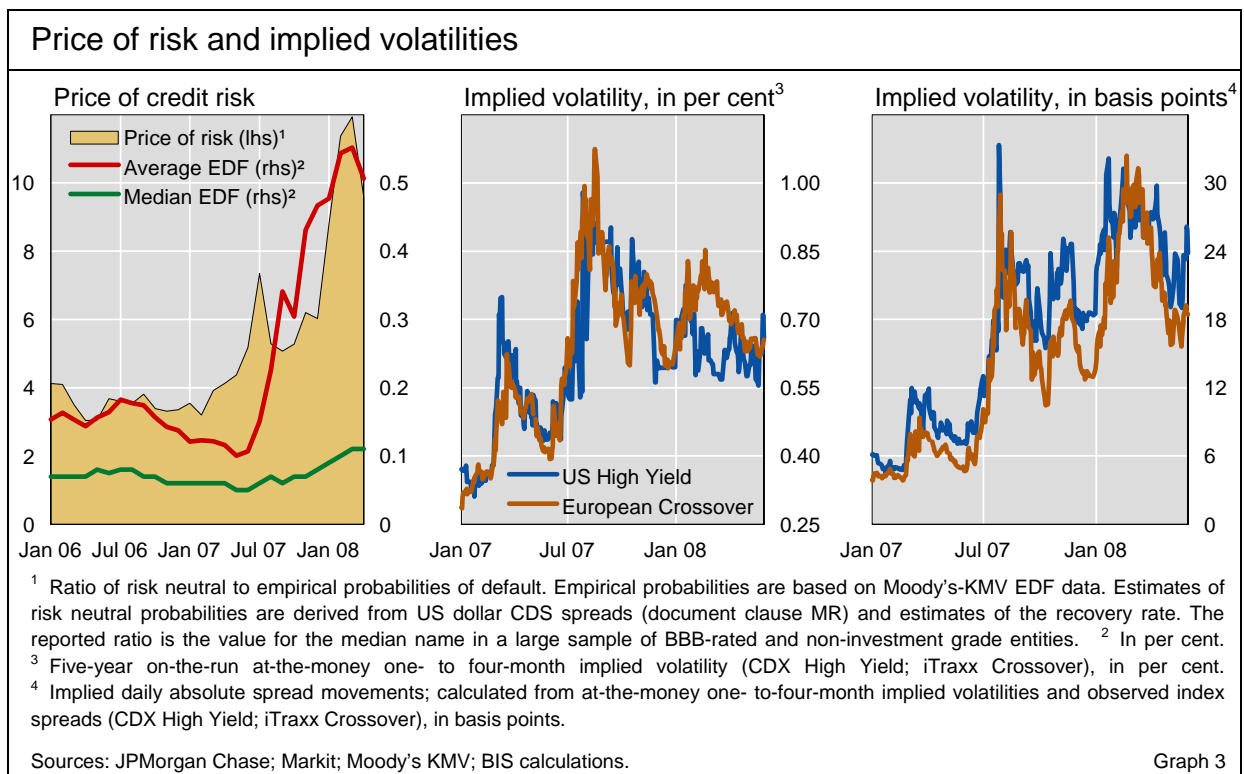 Price of risk and implied volatilities
Price of credit risk
Price of risk (lhs)¹
Average EDF (rhs)²
Median EDF (rhs)²
10
8
6
4
2
0
0.5
0.4
0.3
0.2
0.1
0
Jan 06 Jul 06 Jan 07 Jul 07 Jan 08
Implied volatility, in per cent³
US High Yield
European Crossover
1.00
0.85
0.70
0.55
0.40
0.25
Jan 07 Jul 07 Jan 08
Implied volatility, in basis points⁴
30
24
18
12
6
0
Jan 07 Jul 07 Jan 08
¹ Ratio of risk neutral to empirical probabilities of default. Empirical probabilities are based on Moody's-KMV EDF data. Estimates of
risk neutral probabilities are derived from US dollar CDS spreads (document clause MR) and estimates of the recovery rate. The
reported ratio is the value for the median name in a large sample of BBB-rated and non-investment grade entities. ² In per cent.
³ Five-year on-the-run at-the-money one- to four-month implied volatility (CDX High Yield; iTraxx Crossover), in per cent.
⁴ Implied daily absolute spread movements; calculated from at-the-money one- to-four-month implied volatilities and observed index
spreads (CDX High Yield; iTraxx Crossover), in basis points.
Sources: JPMorgan Chase; Markit; Moody's KMV; BIS calculations. Graph 3